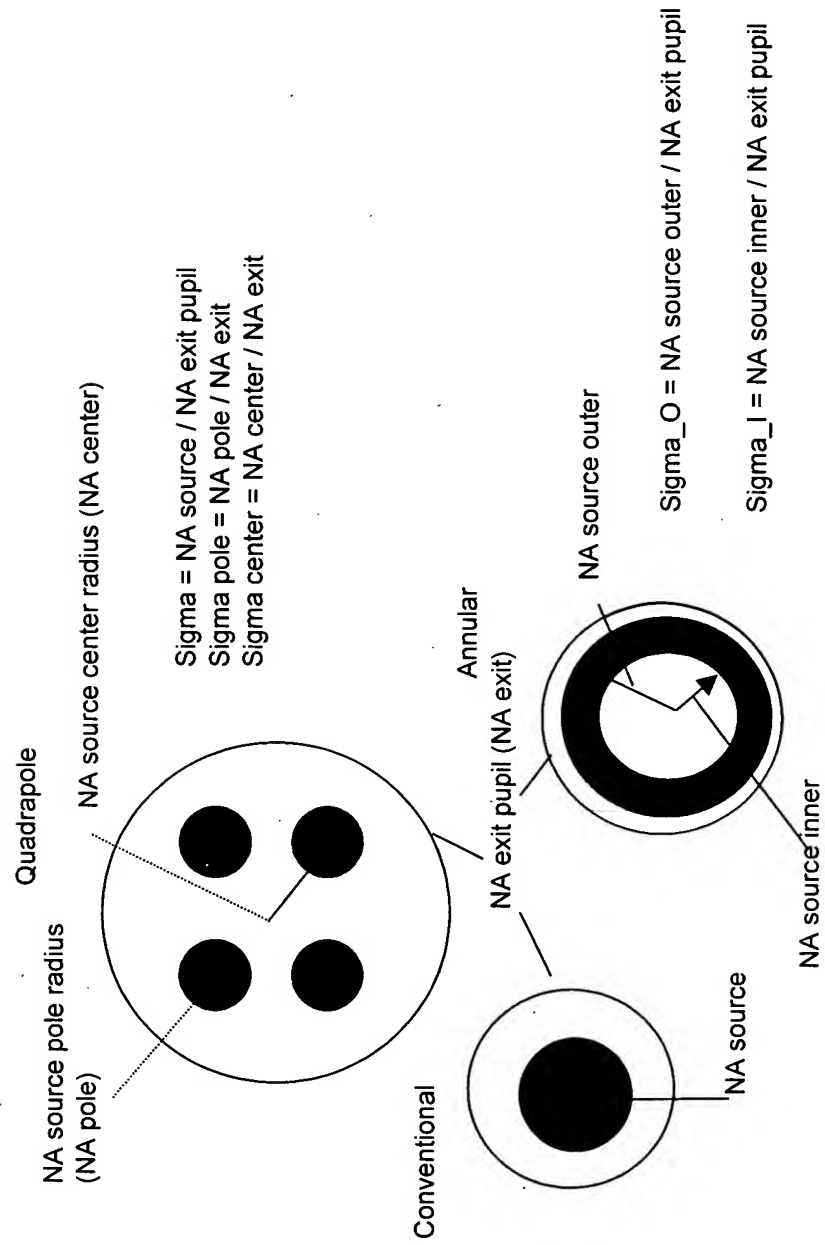 Quadrapole
NA source pole radius
(NA pole)
NA source center radius (NA center)
Sigma = NA source / NA exit pupil
Sigma pole = NA pole / NA exit
Sigma center = NA center / NA exit
Conventional
NA exit pupil (NA exit)
Annular
NA source
NA source inner
NA source outer
Sigma_O = NA source outer / NA exit pupil
Sigma_I = NA source inner / NA exit pupil